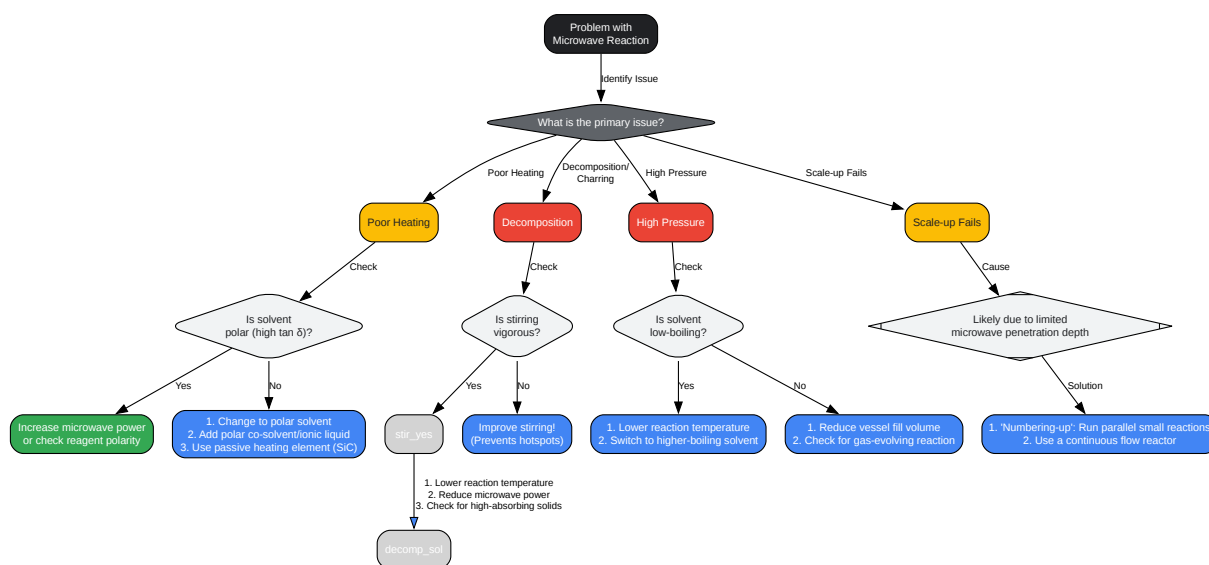 Problem with
Microwave Reaction
Identify Issue
What is the primary issue?
Poor Heating
Decomposition/
Charring
High Pressure
Scale-up Fails
Poor Heating
Decomposition
High Pressure
Scale-up Fails
Check
Check
Check
Cause
Is solvent
polar (high tan δ)?
Is stirring
vigorous?
Is solvent
low-boiling?
Likely due to limited
microwave penetration depth
Yes
No
Yes
No
Yes
No
Solution
Increase microwave power
or check reagent polarity
1. Change to polar solvent
2. Add polar co-solvent/ionic liquid
3. Use passive heating element (SiC)
stir_yes
Improve stirring!
(Prevents hotspots)
1. Lower reaction temperature
2. Switch to higher-boiling solvent
1. Reduce vessel fill volume
2. Check for gas-evolving reaction
1. 'Numbering-up': Run parallel small reactions
2. Use a continuous flow reactor
1. Lower reaction temperature
2. Reduce microwave power
3. Check for high-absorbing solids
decomp_sol